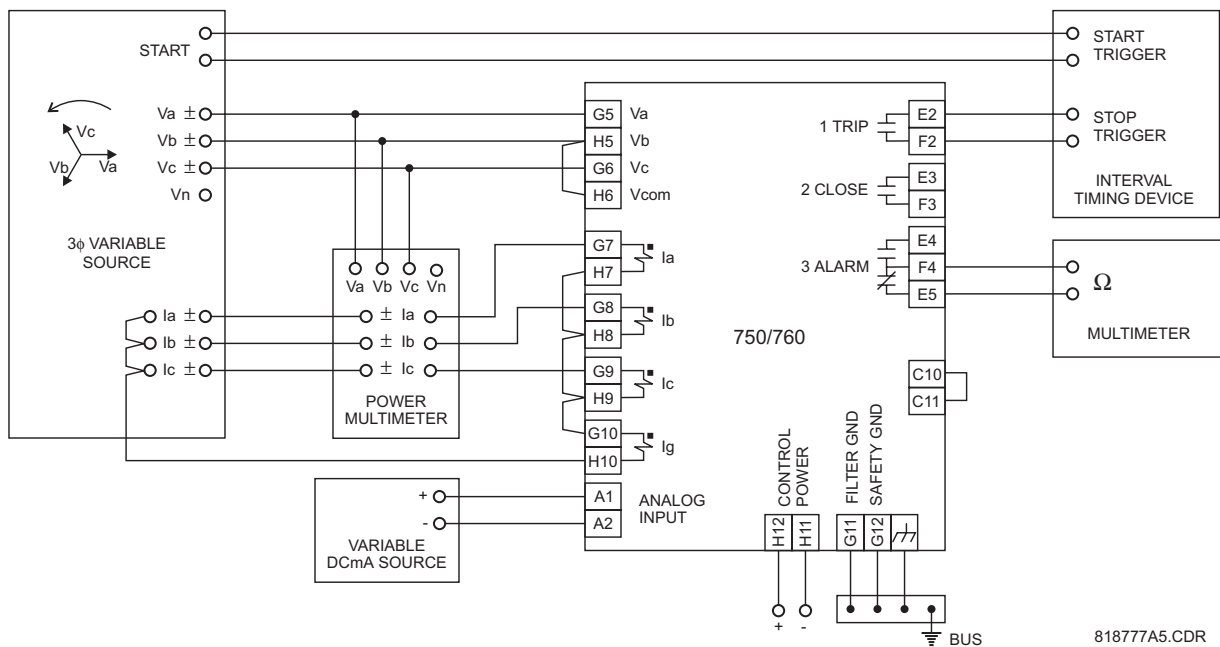 START
Va ±
Vb ±
Vc ±
Vn
Vc
Vb
Va
3ϕ VARIABLE
SOURCE
Ia ±
Ib ±
Ic ±
Va
Vb
Vc
Vn
± Ia
± Ib
± Ic
POWER
MULTIMETER
+
-
VARIABLE
DCmA SOURCE
G5 Va
H5 Vb
G6 Vc
H6 Vcom
G7
H7
Ia
G8
H8
Ib
G9
H9
Ic
G10
H10
Ig
A1
A2
ANALOG
INPUT
750/760
1 TRIP
E2
F2
2 CLOSE
E3
F3
3 ALARM
E4
F4
E5
C10
C11
CONTROL
POWER
FILTER GND
SAFETY GND
H12
H11
G11
G12
+
-
BUS
START
TRIGGER
STOP
TRIGGER
INTERVAL
TIMING DEVICE
Ω
MULTIMETER
818777A5.CDR